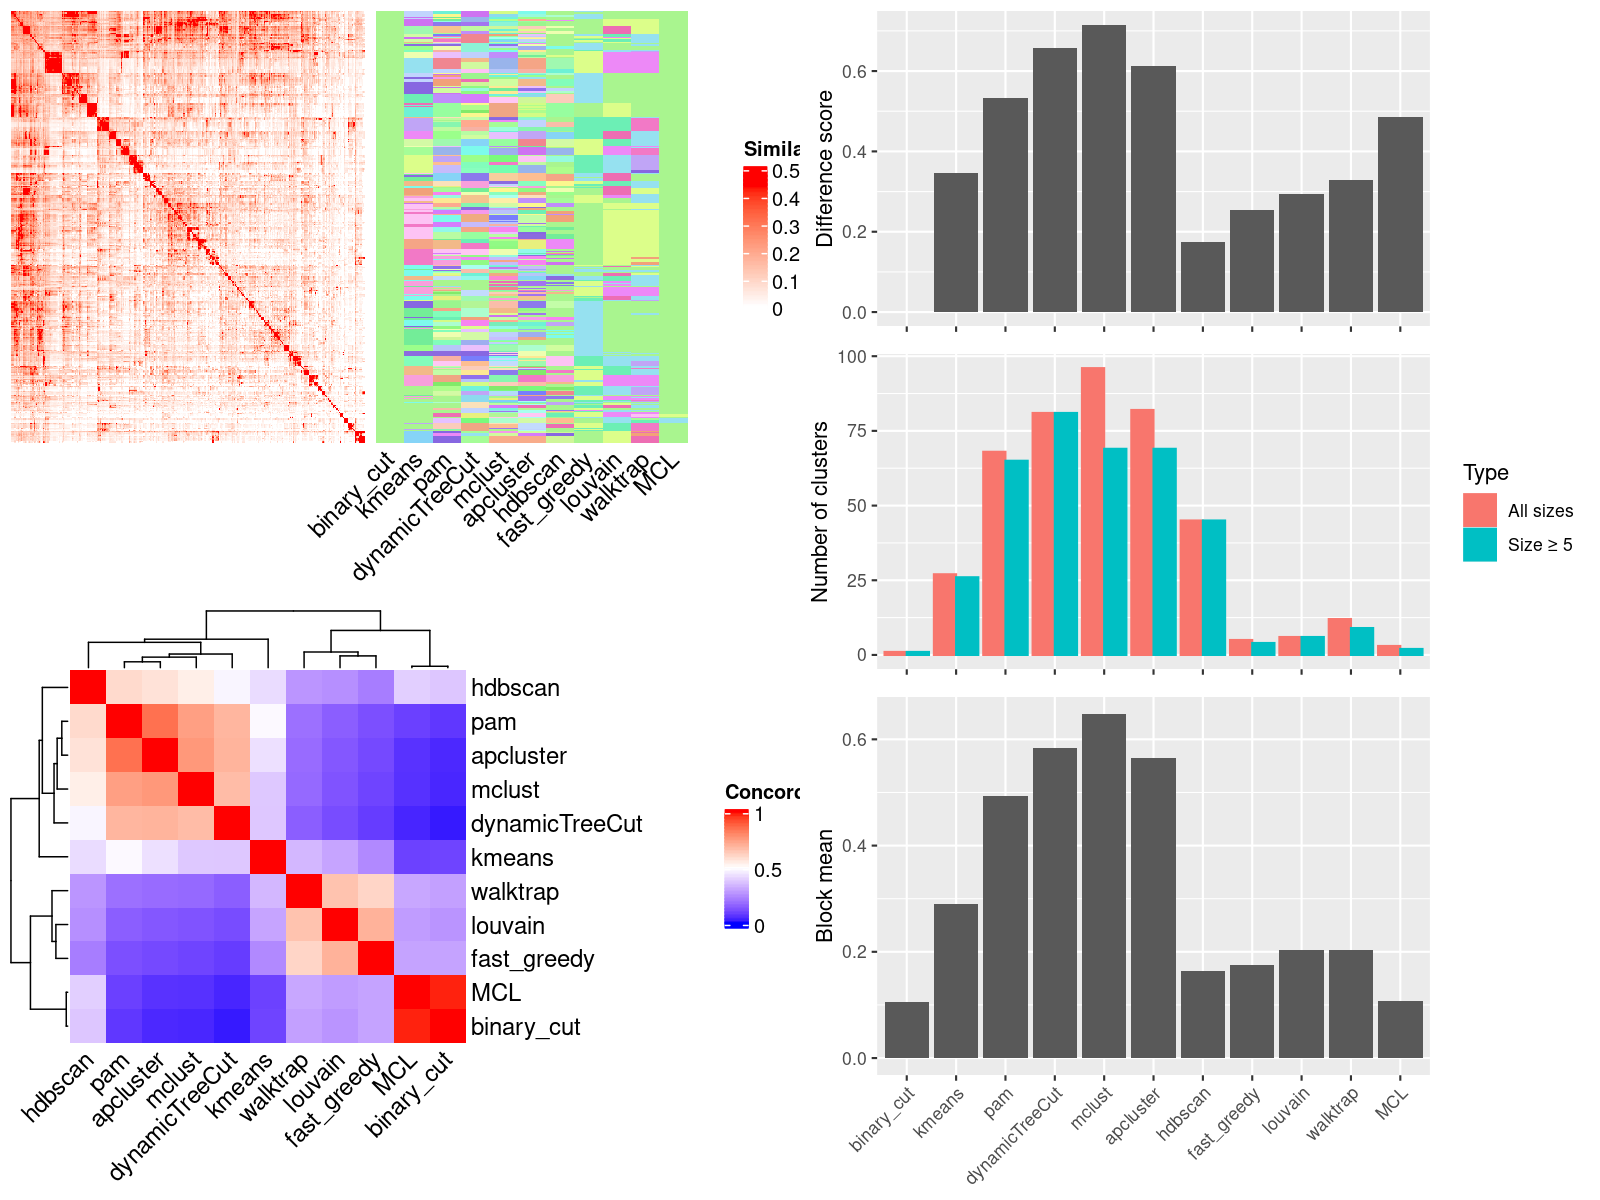 Simila
0.5
0.4
0.3
0.2
0.1
0
binary_cut
kmeans
pam
dynamicTreeCut
mclust
apcluster
hdbscan
fast_greedy
louvain
walktrap
MCL
hdbscan
pam
apcluster
mclust
dynamicTreeCut
kmeans
walktrap
louvain
fast_greedy
MCL
binary_cut
hdbscan
pam
apcluster
mclust
dynamicTreeCut
kmeans
walktrap
louvain
fast_greedy
MCL
binary_cut
Concord
1
0.5
0
Difference score
0.6
0.4
0.2
0.0
Number of clusters
100
75
50
25
0
Type
All sizes
Size ≥ 5
Block mean
0.6
0.4
0.2
0.0
binary_cut
kmeans
pam
dynamicTreeCut
mclust
apcluster
hdbscan
fast_greedy
louvain
walktrap
MCL